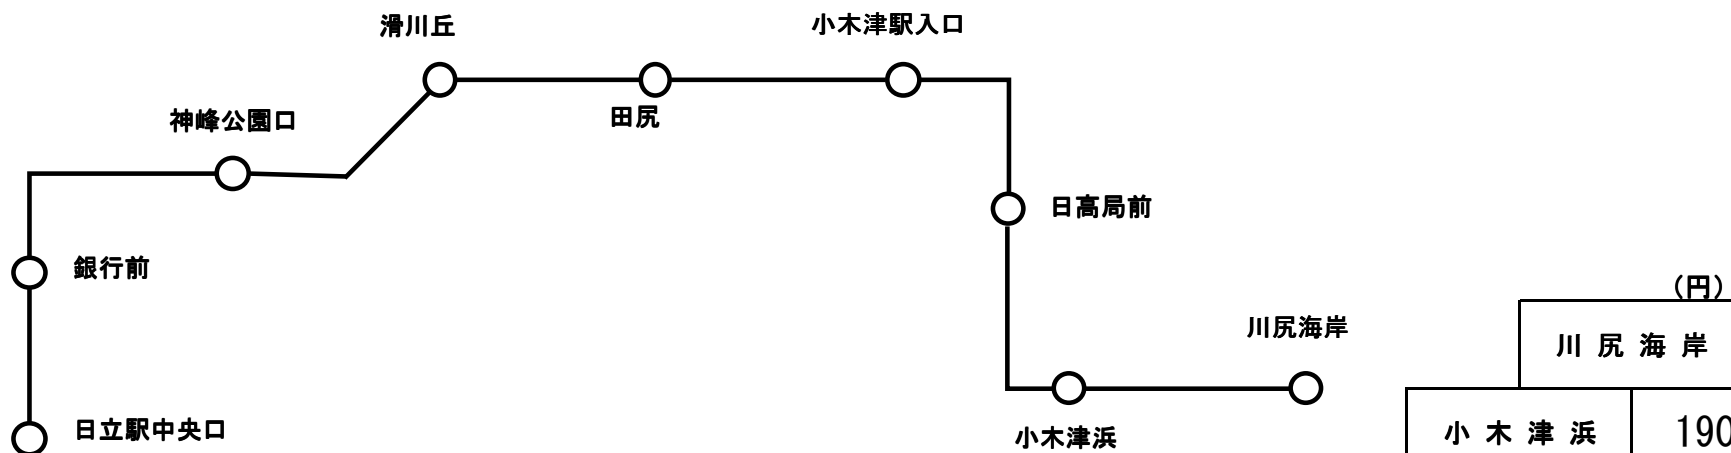 滑川丘
小木津駅入口
神峰公園口
田尻
日高局前
銀行前
(円)
川尻海岸
川尻海岸
日立駅中央口
小木津浜
小木津浜
190